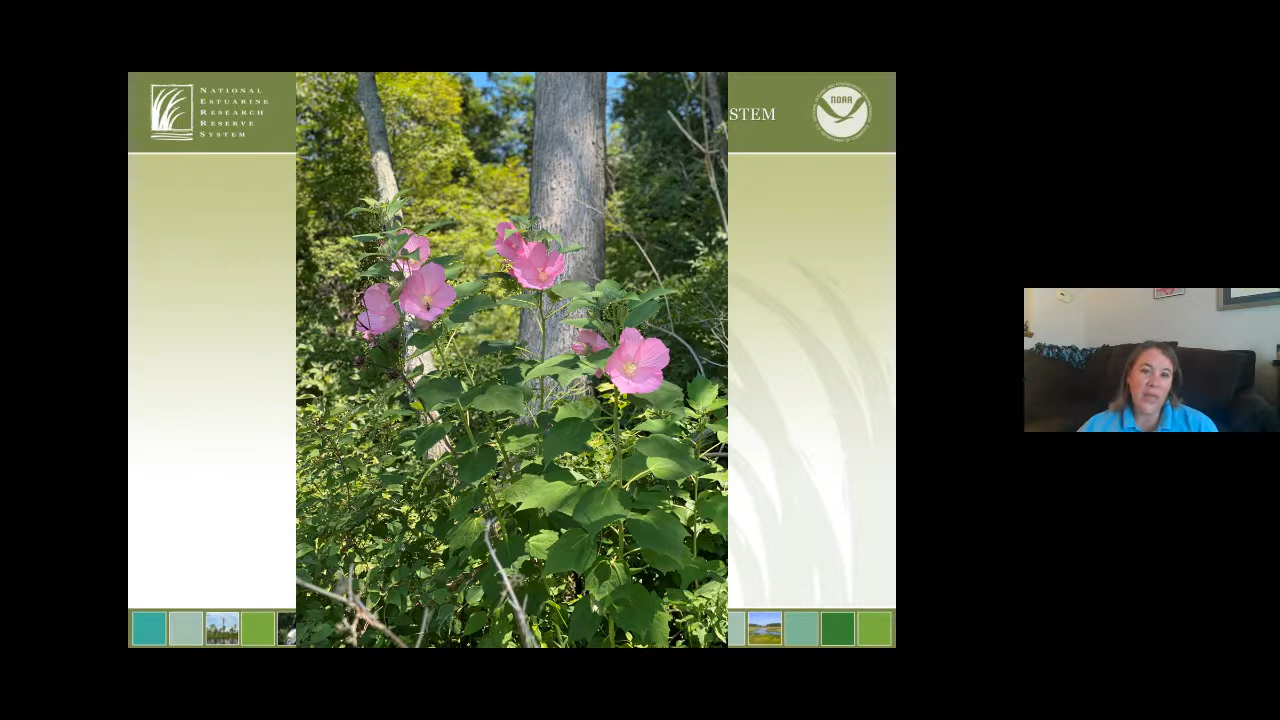 NATIONAL
ESTUARINE
RESEARCH
RESERVE
SYSTEM
STEM
NOAA